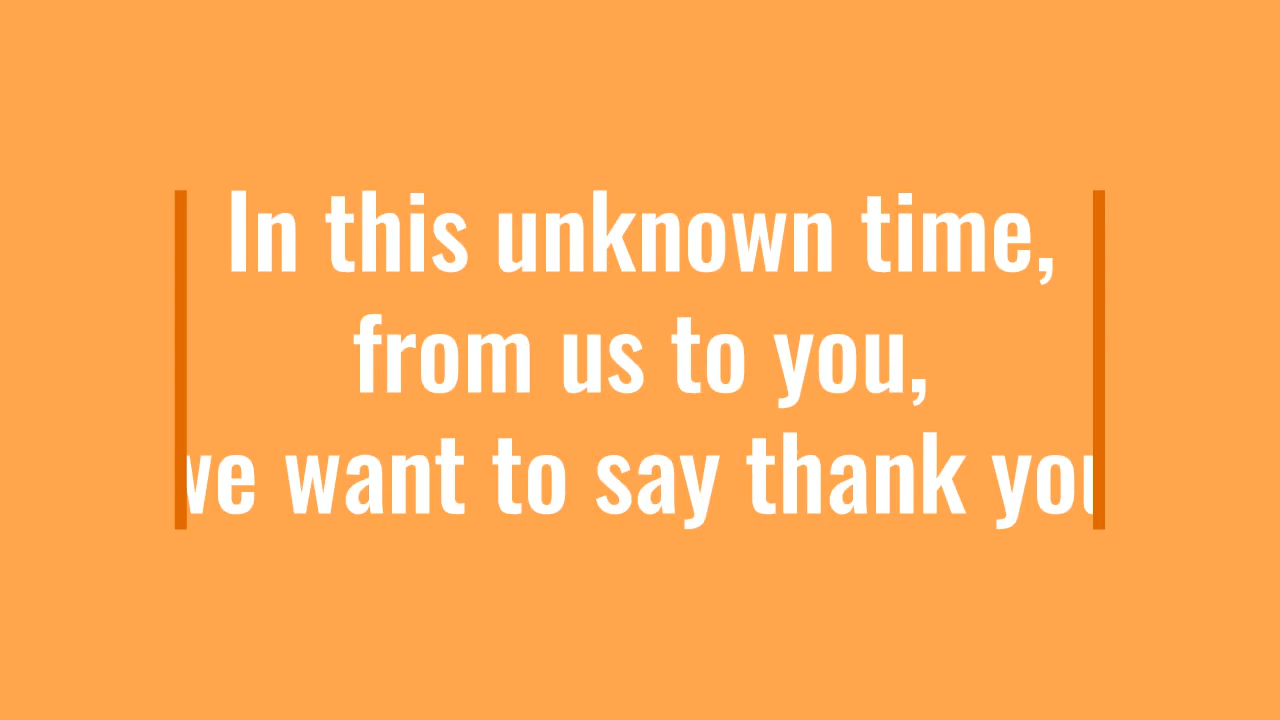 In this unknown time,
from us to you,
we want to say thank you